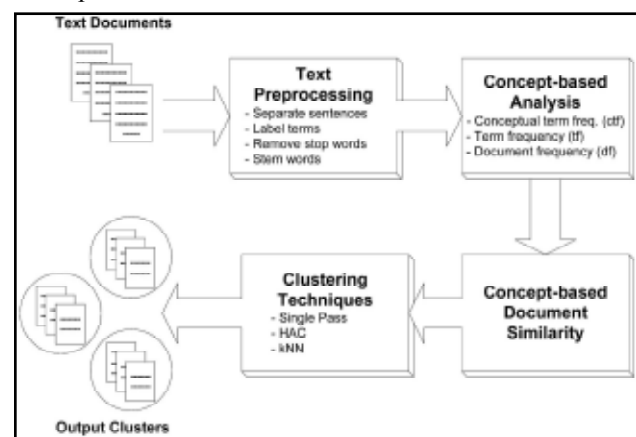 Text Documents
Text
Preprocessing
- Separate sentences
- Label terms
- Remove stop words
- Stem words
Concept-based
Analysis
- Conceptual term freq. (ctf)
- Term frequency (tf)
- Document frequency (df)
Clustering
Techniques
- Single Pass
- HAC
- kNN
Concept-based
Document
Similarity
Output Clusters